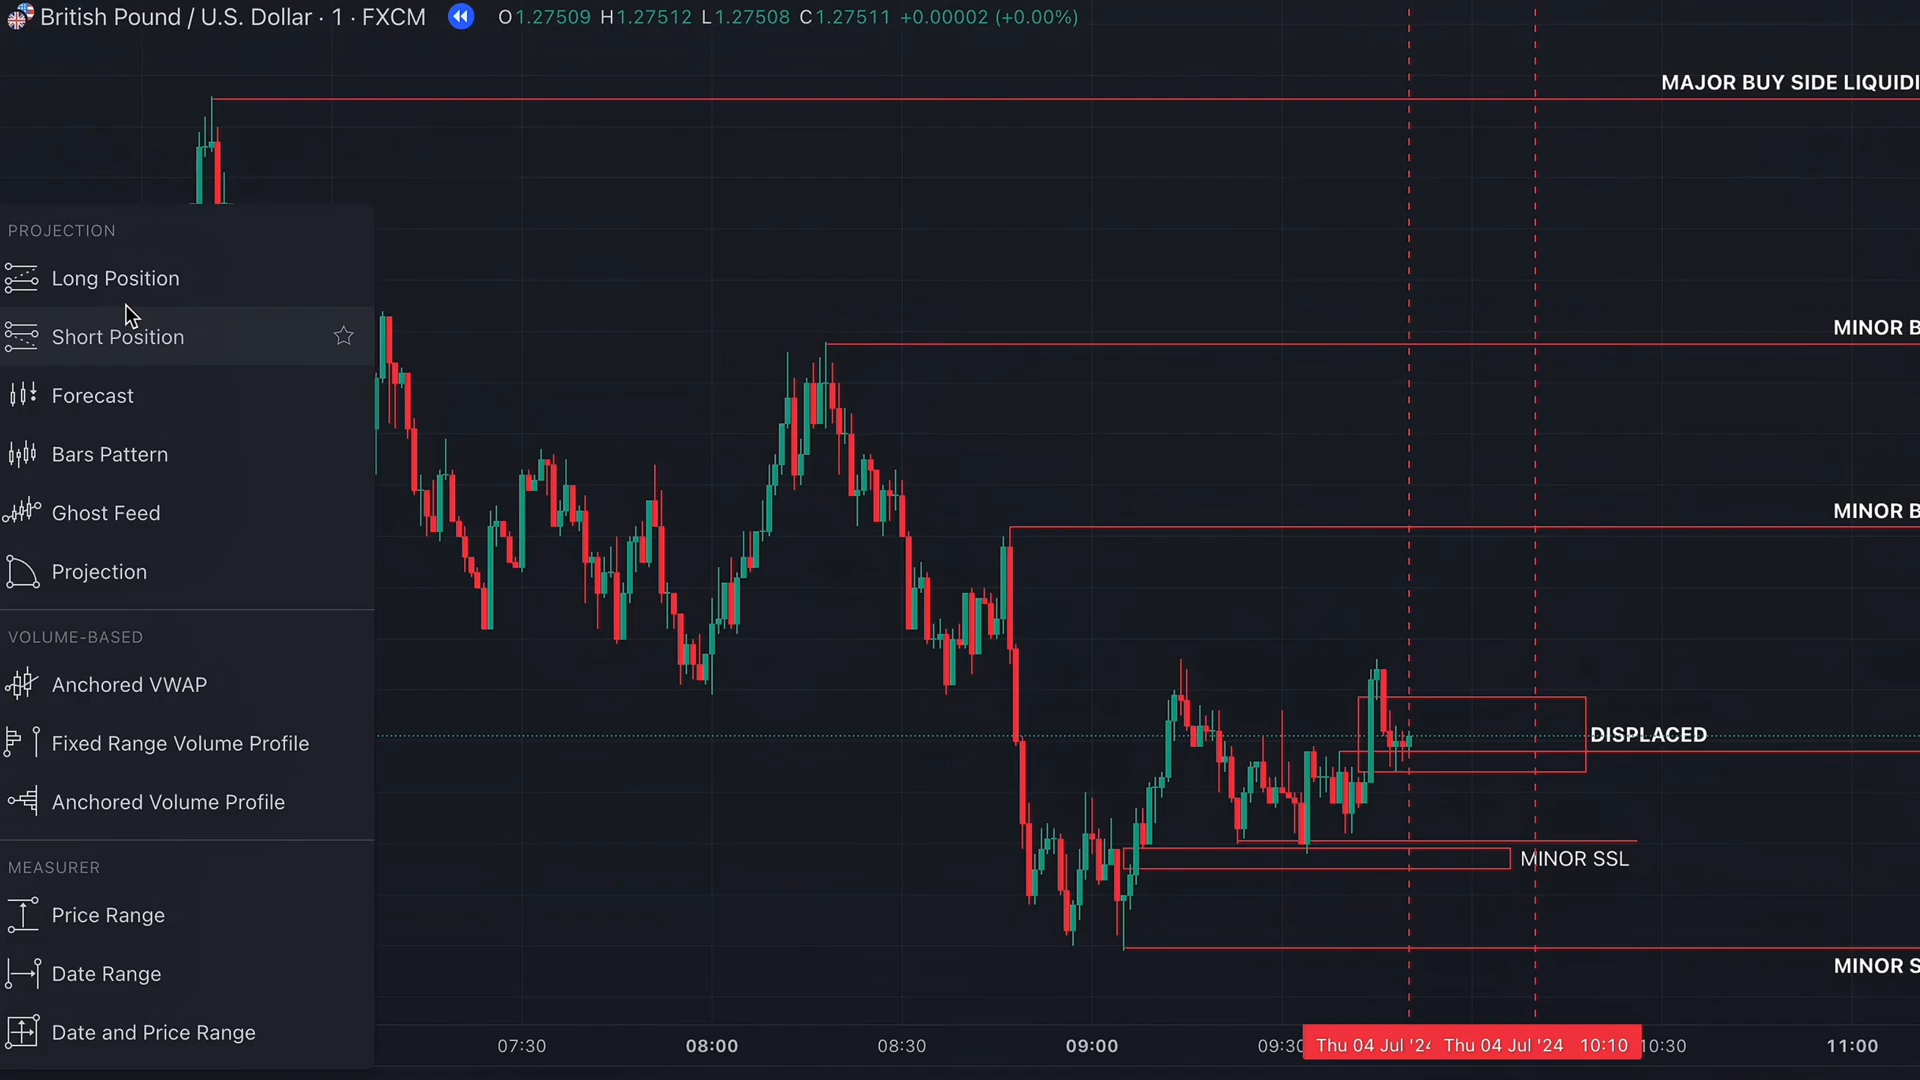 British Pound / U.S. Dollar · 1 · FXCM O1.27509 H1.27512 L1.27508 C1.27511 +0.00002 (+0.00%)
MAJOR BUY SIDE LIQUIDI
PROJECTION
Long Position
Short Position
Forecast
Bars Pattern
Ghost Feed
Projection
VOLUME-BASED
Anchored VWAP
Fixed Range Volume Profile
Anchored Volume Profile
MEASURER
Price Range
Date Range
Date and Price Range
MINOR B
MINOR B
DISPLACED
MINOR SSL
MINOR S
07:30 08:00 08:30 09:00 09:30 Thu 04 Jul '24 Thu 04 Jul '24 10:10 10:30 11:00